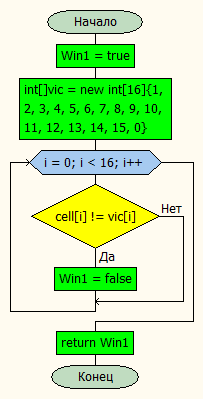 Начало
Win1 = true
int[]vic = new int[16]{1,
2, 3, 4, 5, 6, 7, 8, 9, 10,
11, 12, 13, 14, 15, 0}
i = 0; i < 16; i++
cell[i] != vic[i]
Нет
Да
Win1 = false
return Win1
Конец